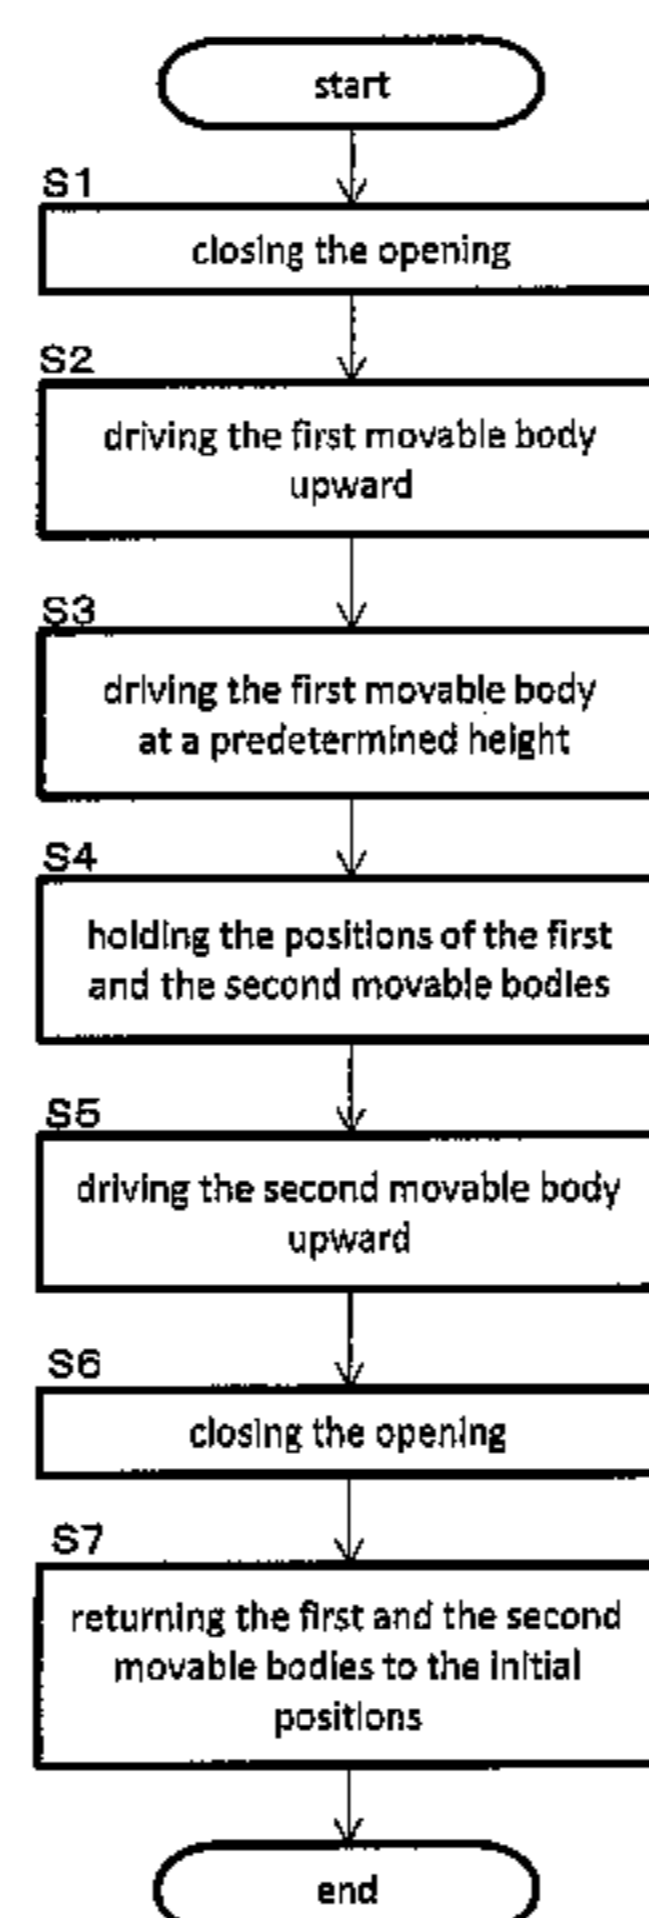 start
S1
closing the opening
S2
driving the first movable body
upward
S3
driving the first movable body
at a predetermined height
S4
holding the positions of the first
and the second movable bodies
S5
driving the second movable body
upward
S6
closing the opening
S7
returning the first and the second
movable bodies to the initial
positions
end